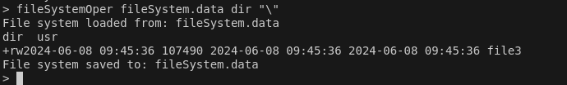 > fileSystemOper fileSystem.data dir "\"
File system loaded from: fileSystem.data
dir  usr
+rw2024-06-08 09:45:36 107490 2024-06-08 09:45:36 2024-06-08 09:45:36 file3
File system saved to: fileSystem.data
>